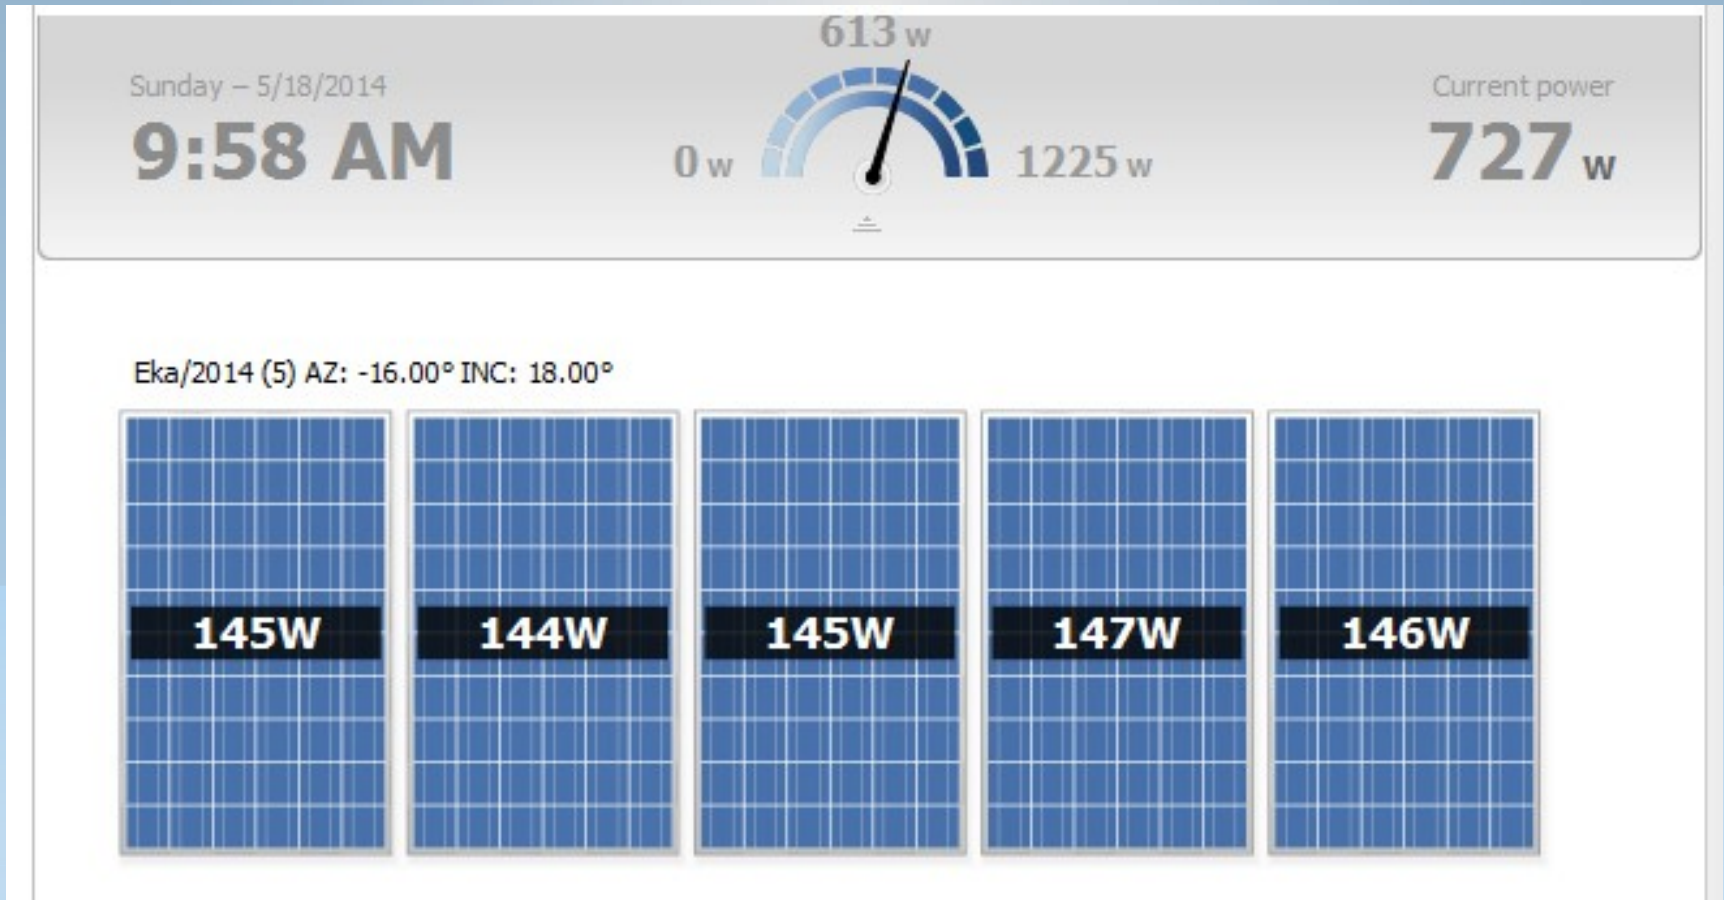 613 w
Sunday – 5/18/2014
9:58 AM
0 w
1225 w
Current power
727 w
Eka/2014 (5) AZ: -16.00° INC: 18.00°
145W 144W 145W 147W 146W